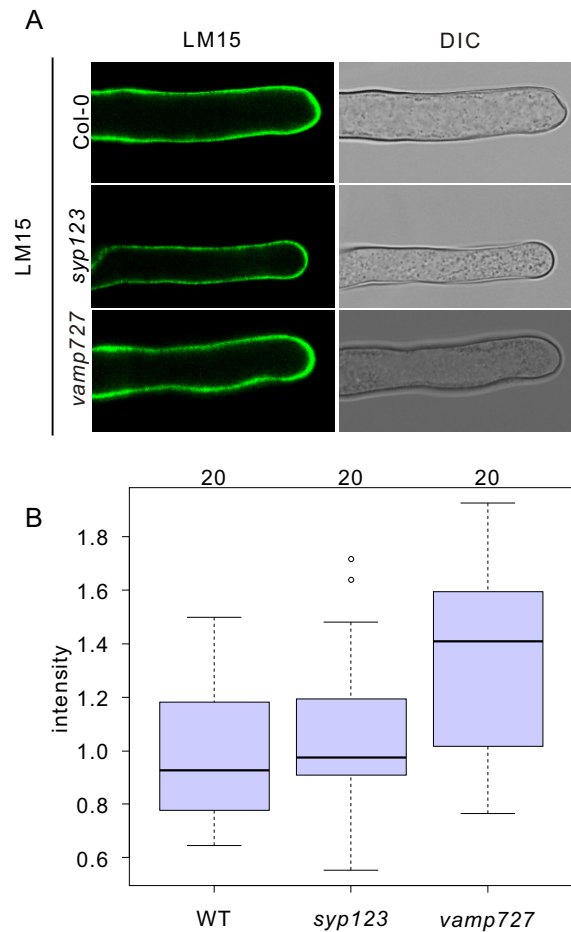 A
LM15 DIC
LM15
Col-0
syp123
vamp727
B
20 20 20
intensity
1.8
1.6
1.4
1.2
1.0
0.8
0.6
WT syp123 vamp727